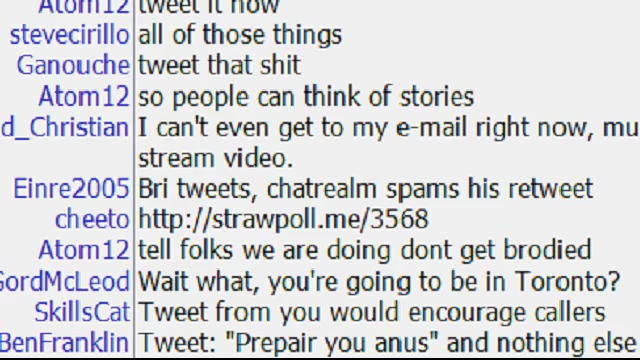 Atom12 tweet it now
stevecirillo all of those things
Ganouche tweet that shit
Atom12 so people can think of stories
d_Christian I can't even get to my e-mail right now, mu
stream video.
Einre2005 Bri tweets, chatrealm spams his retweet
cheeto http://strawpoll.me/3568
Atom12 tell folks we are doing dont get brodied
GordMcLeod Wait what, you're going to be in Toronto?
SkillsCat Tweet from you would encourage callers
BenFranklin Tweet: "Prepair you anus" and nothing else